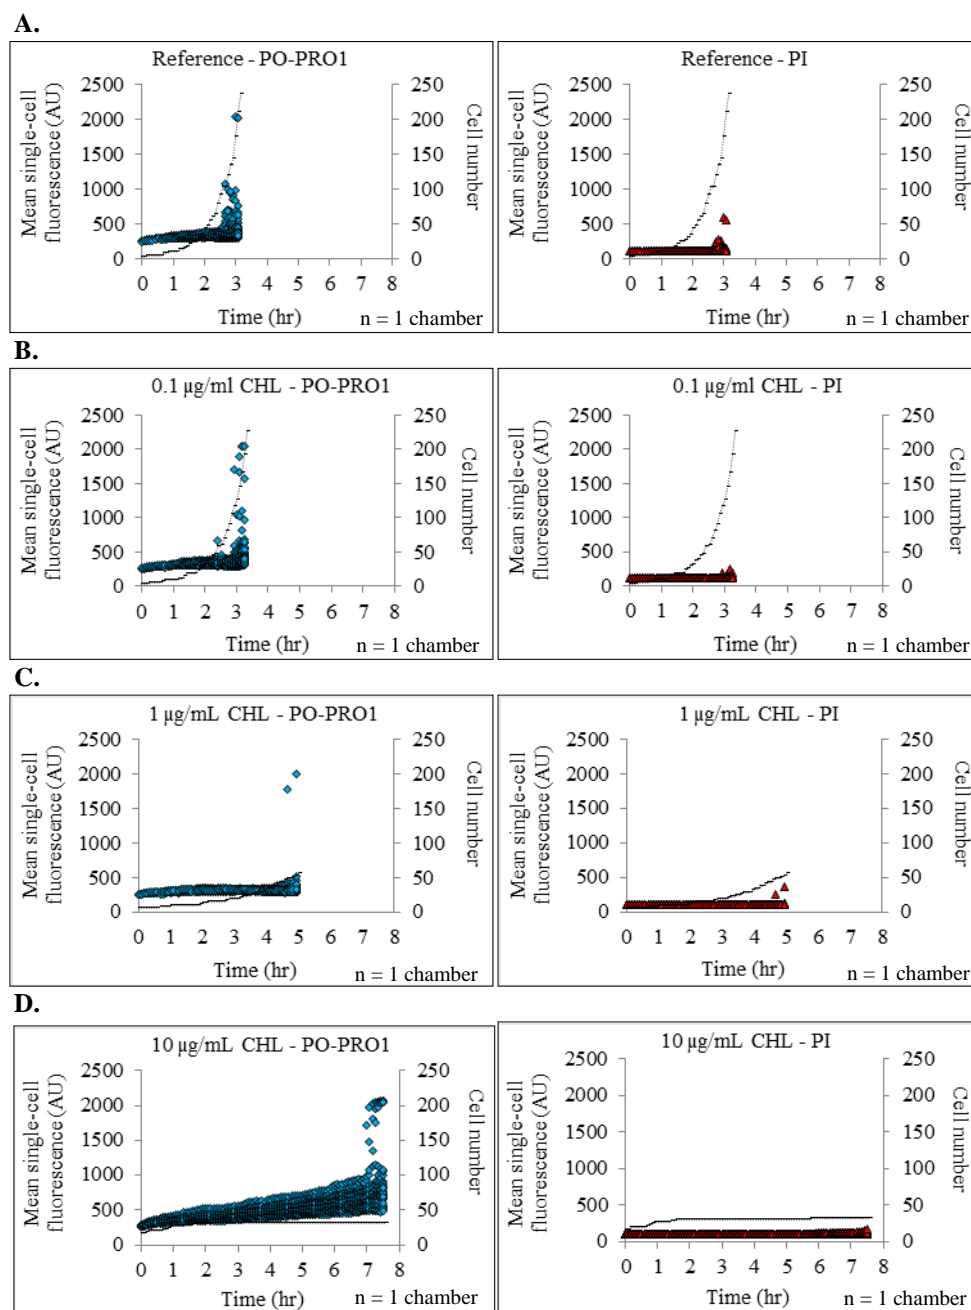 A.
Reference - PO-PRO1
Mean single-cell
fluorescence (AU)
2500
2000
1500
1000
500
0
250
200
150
100
50
0
Cell number
0 1 2 3 4 5 6 7 8
Time (hr)
n = 1 chamber
Reference - PI
Mean single-cell
fluorescence (AU)
2500
2000
1500
1000
500
0
250
200
150
100
50
0
Cell number
0 1 2 3 4 5 6 7 8
Time (hr)
n = 1 chamber
B.
0.1 µg/ml CHL - PO-PRO1
Mean single-cell
fluorescence (AU)
2500
2000
1500
1000
500
0
250
200
150
100
50
0
Cell number
0 1 2 3 4 5 6 7 8
Time (hr)
n = 1 chamber
0.1 µg/ml CHL - PI
Mean single-cell
fluorescence (AU)
2500
2000
1500
1000
500
0
250
200
150
100
50
0
Cell number
0 1 2 3 4 5 6 7 8
Time (hr)
n = 1 chamber
C.
1 µg/mL CHL - PO-PRO1
Mean single-cell
fluorescence (AU)
2500
2000
1500
1000
500
0
250
200
150
100
50
0
Cell number
0 1 2 3 4 5 6 7 8
Time (hr)
n = 1 chamber
1 µg/mL CHL - PI
Mean single-cell
fluorescence (AU)
2500
2000
1500
1000
500
0
250
200
150
100
50
0
Cell number
0 1 2 3 4 5 6 7 8
Time (hr)
n = 1 chamber
D.
10 µg/mL CHL - PO-PRO1
Mean single-cell
fluorescence (AU)
2500
2000
1500
1000
500
0
250
200
150
100
50
0
Cell number
0 1 2 3 4 5 6 7 8
Time (hr)
n = 1 chamber
10 µg/mL CHL - PI
Mean single-cell
fluorescence (AU)
2500
2000
1500
1000
500
0
250
200
150
100
50
0
Cell number
0 1 2 3 4 5 6 7 8
Time (hr)
n = 1 chamber